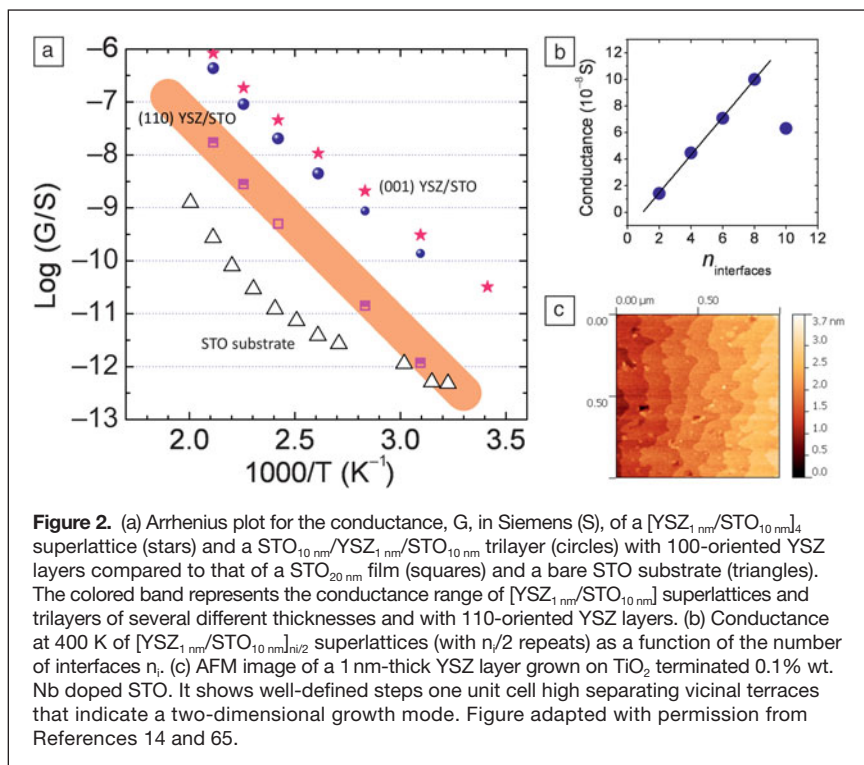 a
−6
−7
−8
−9
−10
−11
−12
−13
Log (G/S)
(110) YSZ/STO
(001) YSZ/STO
STO substrate
2.0 2.5 3.0 3.5
1000/T (K⁻¹)
b
12
10
8
6
4
2
0
Conductance (10⁻⁸ S)
0 2 4 6 8 10 12
n interfaces
c
0.00 µm 0.50
0.00
0.50
3.7 nm
3.0
2.5
2.0
1.5
1.0
0.0
Figure 2. (a) Arrhenius plot for the conductance, G, in Siemens (S), of a [YSZ₁ nm/STO₁₀ nm]₄
superlattice (stars) and a STO₁₀ nm/YSZ₁ nm/STO₁₀ nm trilayer (circles) with 100-oriented YSZ
layers compared to that of a STO₂₀ nm film (squares) and a bare STO substrate (triangles).
The colored band represents the conductance range of [YSZ₁ nm/STO₁₀ nm] superlattices and
trilayers of several different thicknesses and with 110-oriented YSZ layers. (b) Conductance
at 400 K of [YSZ₁ nm/STO₁₀ nm]ni/2 superlattices (with nᵢ/2 repeats) as a function of the number
of interfaces nᵢ. (c) AFM image of a 1 nm-thick YSZ layer grown on TiO₂ terminated 0.1% wt.
Nb doped STO. It shows well-defined steps one unit cell high separating vicinal terraces
that indicate a two-dimensional growth mode. Figure adapted with permission from
References 14 and 65.